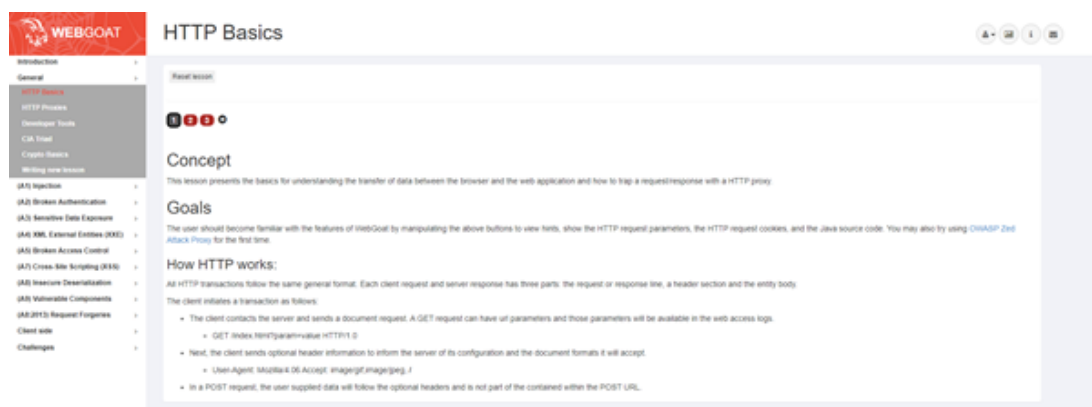 WEBGOAT
HTTP Basics
Introduction
General
HTTP Basics
HTTP Proxies
Developer Tools
CIA Triad
Crypto Basics
Writing new lesson
(A1) Injection
(A2) Broken Authentication
(A3) Sensitive Data Exposure
(A4) XML External Entities (XXE)
(A5) Broken Access Control
(A7) Cross-Site Scripting (XSS)
(A8) Insecure Deserialization
(A9) Vulnerable Components
(A8:2013) Request Forgeries
Client side
Challenges
Reset lesson
1 2 3
Concept
This lesson presents the basics for understanding the transfer of data between the browser and the web application and how to trap a request/response with a HTTP proxy.
Goals
The user should become familiar with the features of WebGoat by manipulating the above buttons to view hints, show the HTTP request parameters, the HTTP request cookies, and the Java source code. You may also try using OWASP Zed
Attack Proxy for the first time.
How HTTP works:
All HTTP transactions follow the same general format. Each client request and server response has three parts: the request or response line, a header section and the entity body.
The client initiates a transaction as follows:
• The client contacts the server and sends a document request. A GET request can have url parameters and those parameters will be available in the web access logs.
◦ GET /index.html?param=value HTTP/1.0
• Next, the client sends optional header information to inform the server of its configuration and the document formats it will accept.
◦ User-Agent: Mozilla/4.06 Accept: image/gif,image/jpeg, /
• In a POST request, the user supplied data will follow the optional headers and is not part of the contained within the POST URL.